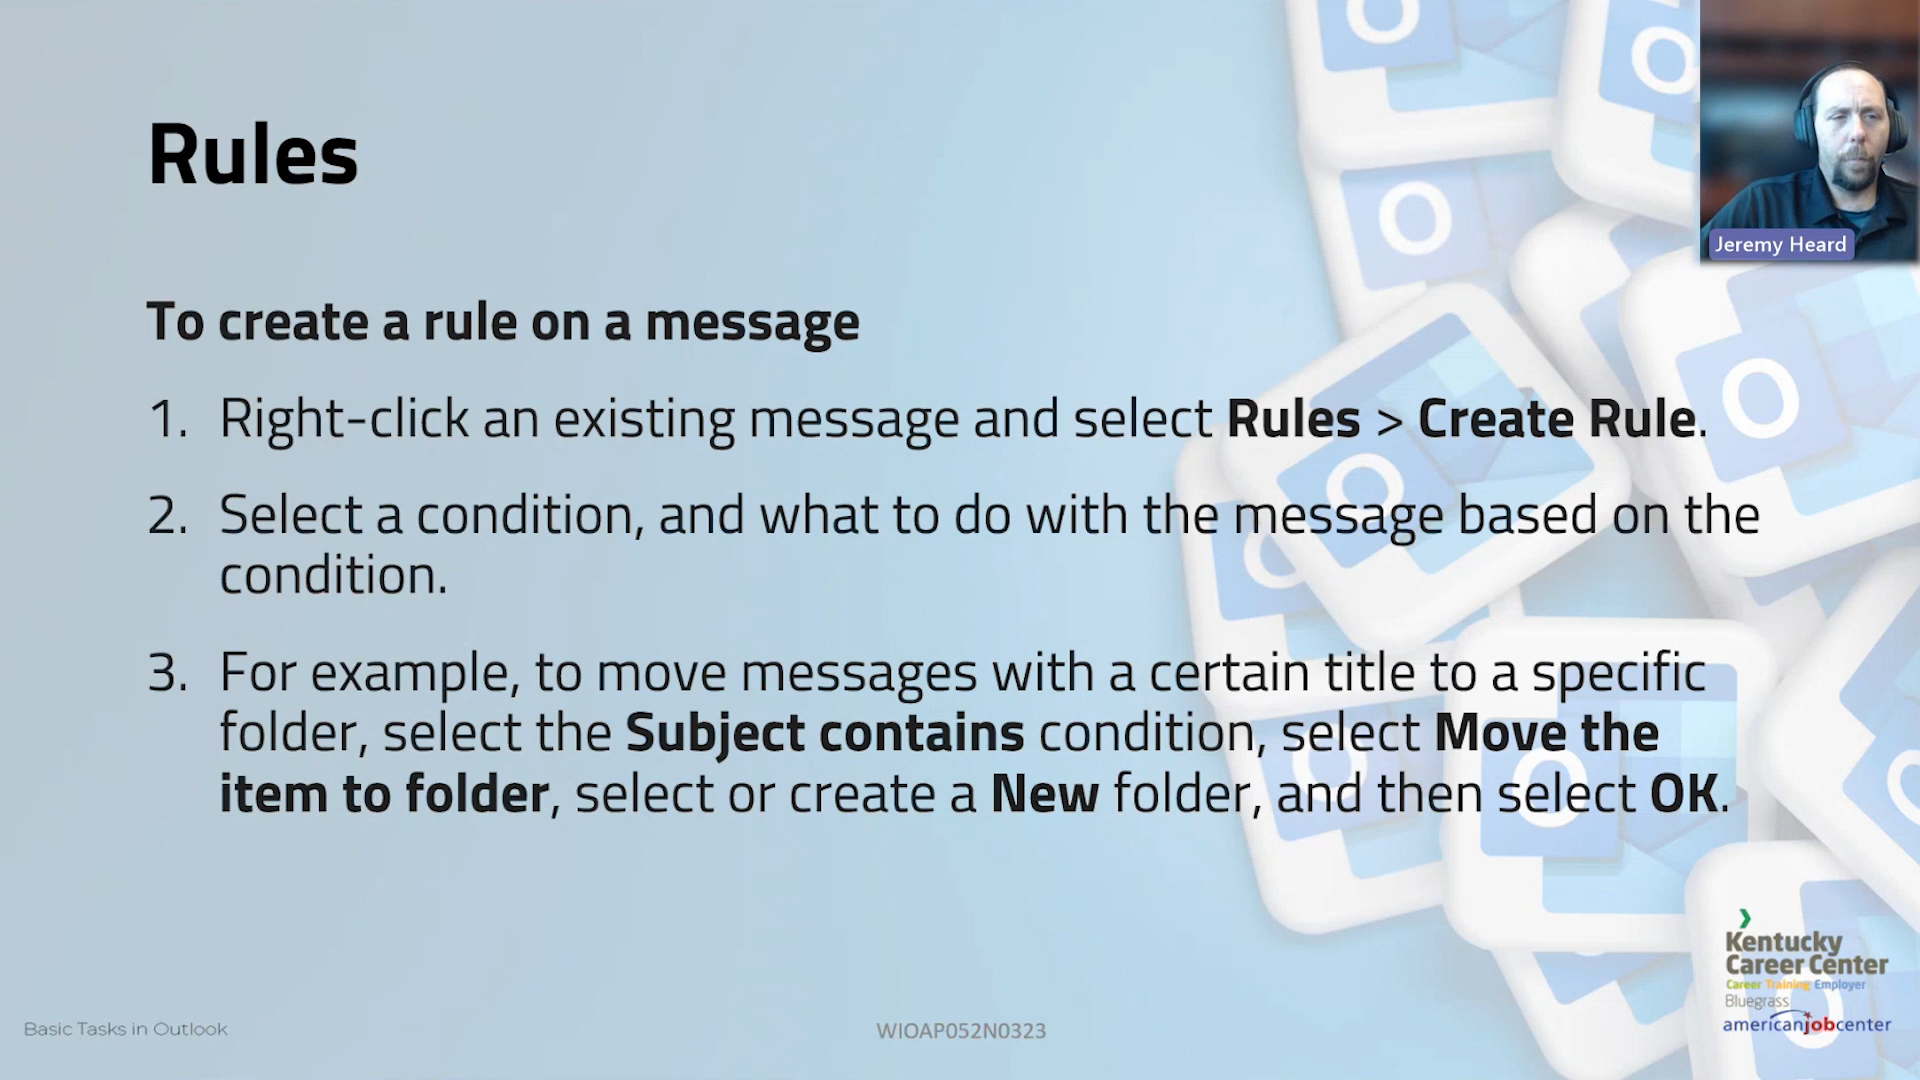 Rules
Jeremy Heard
To create a rule on a message
1. Right-click an existing message and select Rules > Create Rule.
2. Select a condition, and what to do with the message based on the
condition.
3. For example, to move messages with a certain title to a specific
folder, select the Subject contains condition, select Move the
item to folder, select or create a New folder, and then select OK.
Kentucky
Career Center
Career Training Employer
Bluegrass
americanjobcenter
Basic Tasks in Outlook
WIOAP052N0323